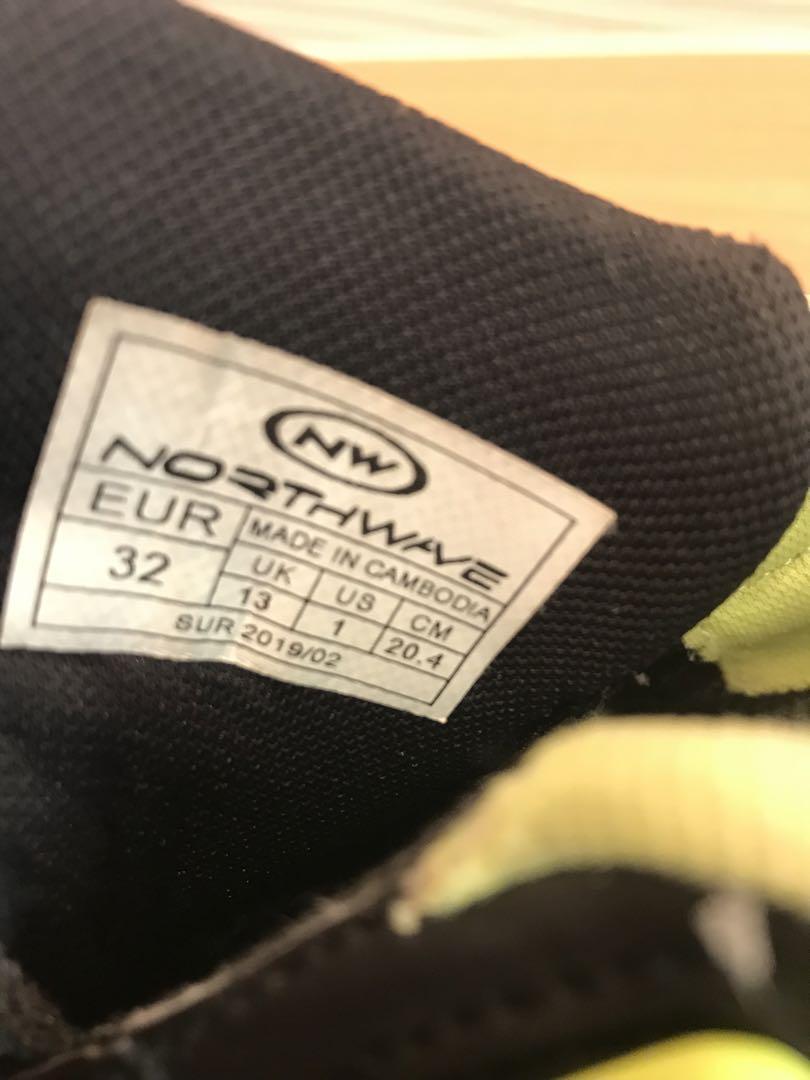 NW
NORTHWAVE
EUR
32
MADE IN CAMBODIA
UK US CM
13 1 20.4
SUR 2019/02